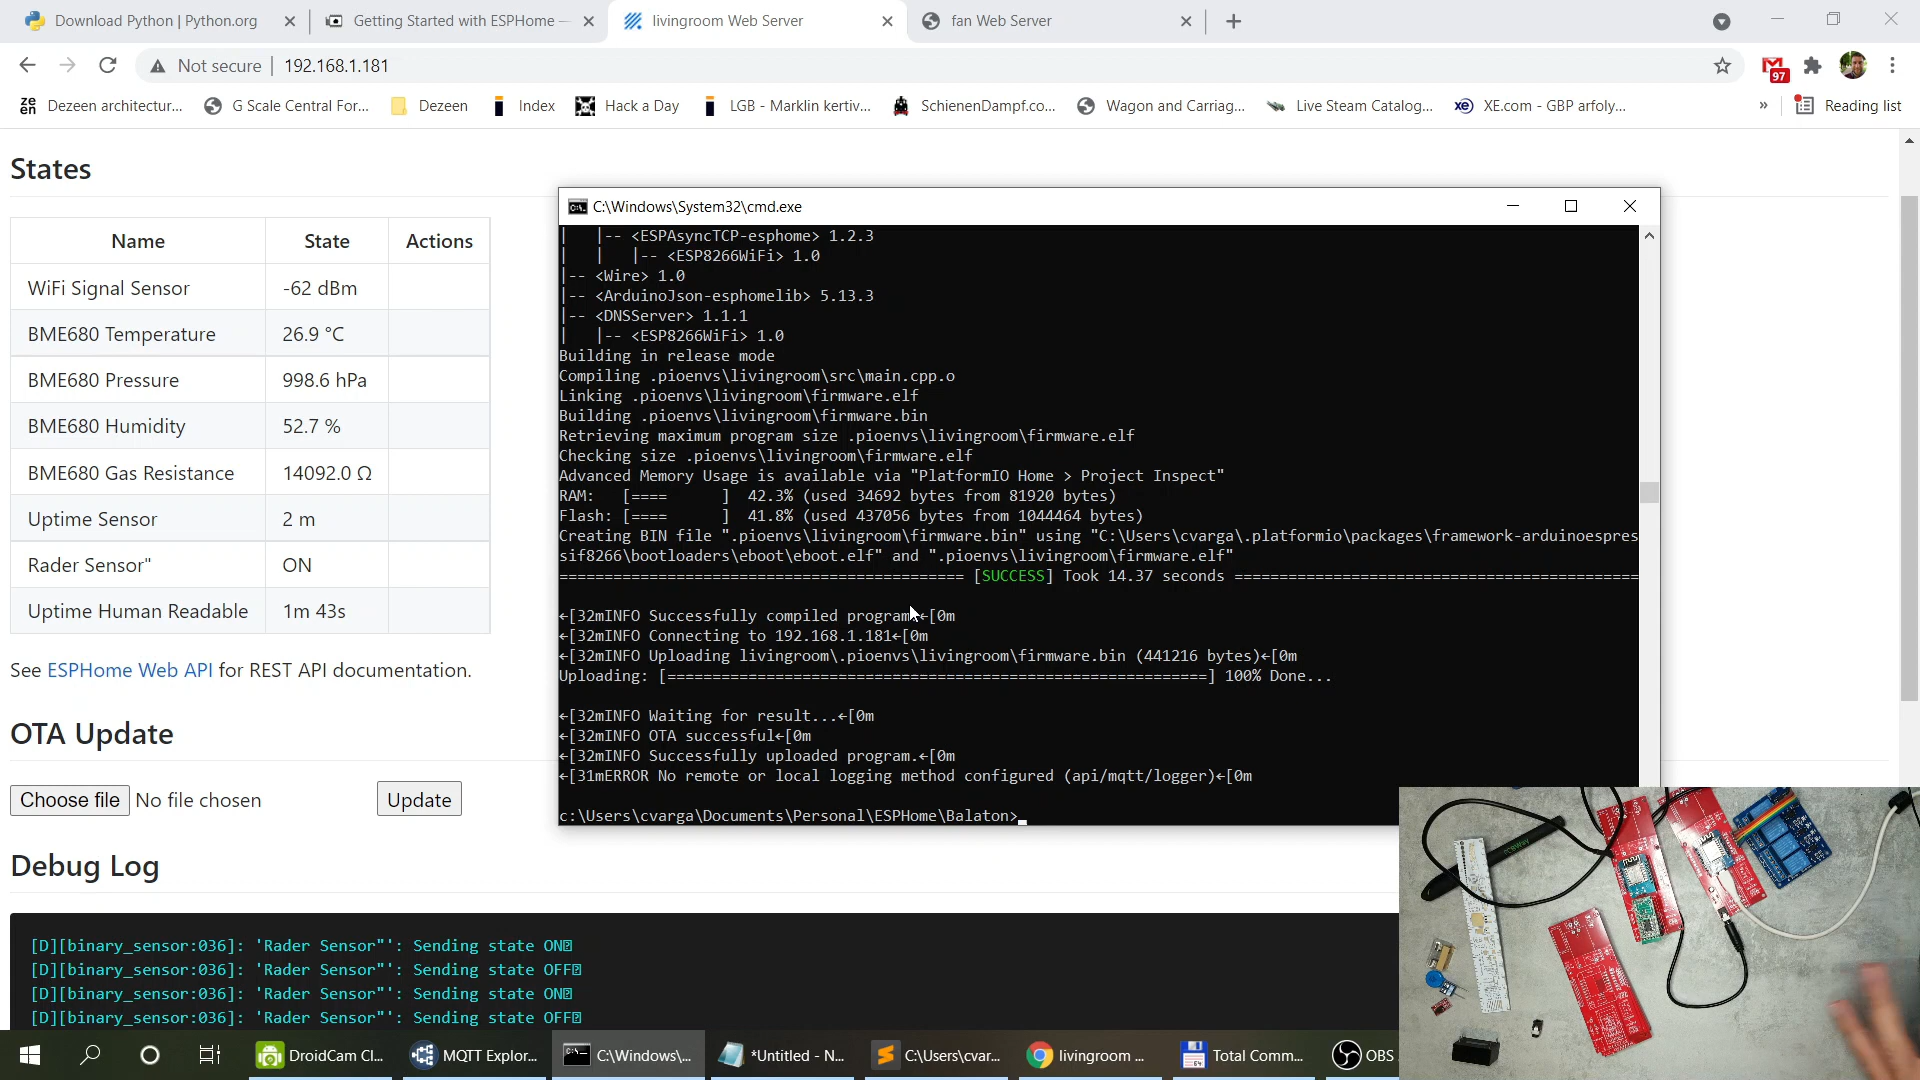 Download Python | Python.org
Getting Started with ESPHome —
livingroom Web Server
fan Web Server
Not secure
192.168.1.181
97
Dezeen architectur...
G Scale Central For...
Dezeen
Index
Hack a Day
LGB - Marklin kertiv...
SchienenDampf.co...
Wagon and Carriag...
Live Steam Catalog...
XE.com - GBP arfoly...
»
Reading list
States
Name State Actions
WiFi Signal Sensor -62 dBm
BME680 Temperature 26.9 °C
BME680 Pressure 998.6 hPa
BME680 Humidity 52.7 %
BME680 Gas Resistance 14092.0 Ω
Uptime Sensor 2 m
Rader Sensor" ON
Uptime Human Readable 1m 43s
See ESPHome Web API for REST API documentation.
OTA Update
Choose file No file chosen
Update
Debug Log
[D][binary_sensor:036]: 'Rader Sensor"': Sending state ON
[D][binary_sensor:036]: 'Rader Sensor"': Sending state OFF
[D][binary_sensor:036]: 'Rader Sensor"': Sending state ON
[D][binary_sensor:036]: 'Rader Sensor"': Sending state OFF
C:\Windows\System32\cmd.exe
|   |-- <ESPAsyncTCP-esphome> 1.2.3
|   |   |-- <ESP8266WiFi> 1.0
|-- <Wire> 1.0
|-- <ArduinoJson-esphomelib> 5.13.3
|-- <DNSServer> 1.1.1
|   |-- <ESP8266WiFi> 1.0
Building in release mode
Compiling .pioenvs\livingroom\src\main.cpp.o
Linking .pioenvs\livingroom\firmware.elf
Building .pioenvs\livingroom\firmware.bin
Retrieving maximum program size .pioenvs\livingroom\firmware.elf
Checking size .pioenvs\livingroom\firmware.elf
Advanced Memory Usage is available via "PlatformIO Home > Project Inspect"
RAM:   [====      ]  42.3% (used 34692 bytes from 81920 bytes)
Flash: [====      ]  41.8% (used 437056 bytes from 1044464 bytes)
Creating BIN file ".pioenvs\livingroom\firmware.bin" using "C:\Users\cvarga\.platformio\packages\framework-arduinoespres
sif8266\bootloaders\eboot\eboot.elf" and ".pioenvs\livingroom\firmware.elf"
============================================= [SUCCESS] Took 14.37 seconds =============================================
←[32mINFO Successfully compiled program.←[0m
←[32mINFO Connecting to 192.168.1.181←[0m
←[32mINFO Uploading livingroom\.pioenvs\livingroom\firmware.bin (441216 bytes)←[0m
Uploading: [============================================================] 100% Done...
←[32mINFO Waiting for result...←[0m
←[32mINFO OTA successful←[0m
←[32mINFO Successfully uploaded program.←[0m
←[31mERROR No remote or local logging method configured (api/mqtt/logger)←[0m
c:\Users\cvarga\Documents\Personal\ESPHome\Balaton>
DroidCam Cl...
MQTT Explor...
C:\Windows\...
*Untitled - N...
C:\Users\cvar...
livingroom ...
Total Comm...
OBS